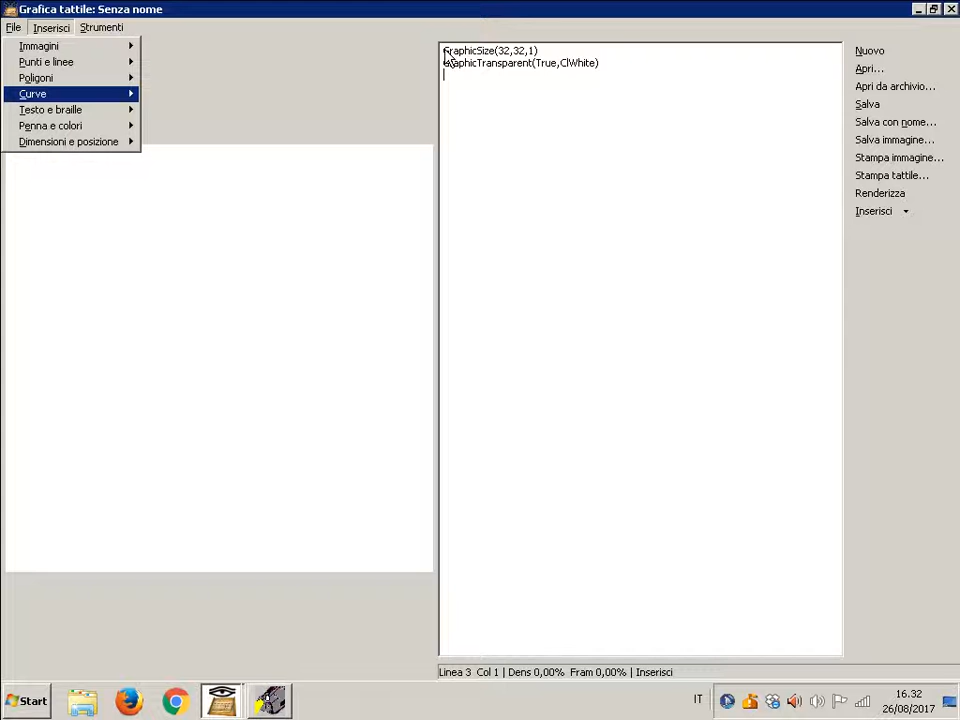 Grafica tattile: Senza nome
File Inserisci Strumenti
Immagini
Punti e linee
Poligoni
Curve
Testo e braille
Penna e colori
Dimensioni e posizione
GraphicSize(32,32,1)
GraphicTransparent(True,ClWhite)
Nuovo
Apri...
Apri da archivio...
Salva
Salva con nome...
Salva immagine...
Stampa immagine...
Stampa tattile...
Renderizza
Inserisci
Linea 3 Col 1 | Dens 0,00% | Fram 0,00% | Inserisci
Start
IT
16.32
26/08/2017